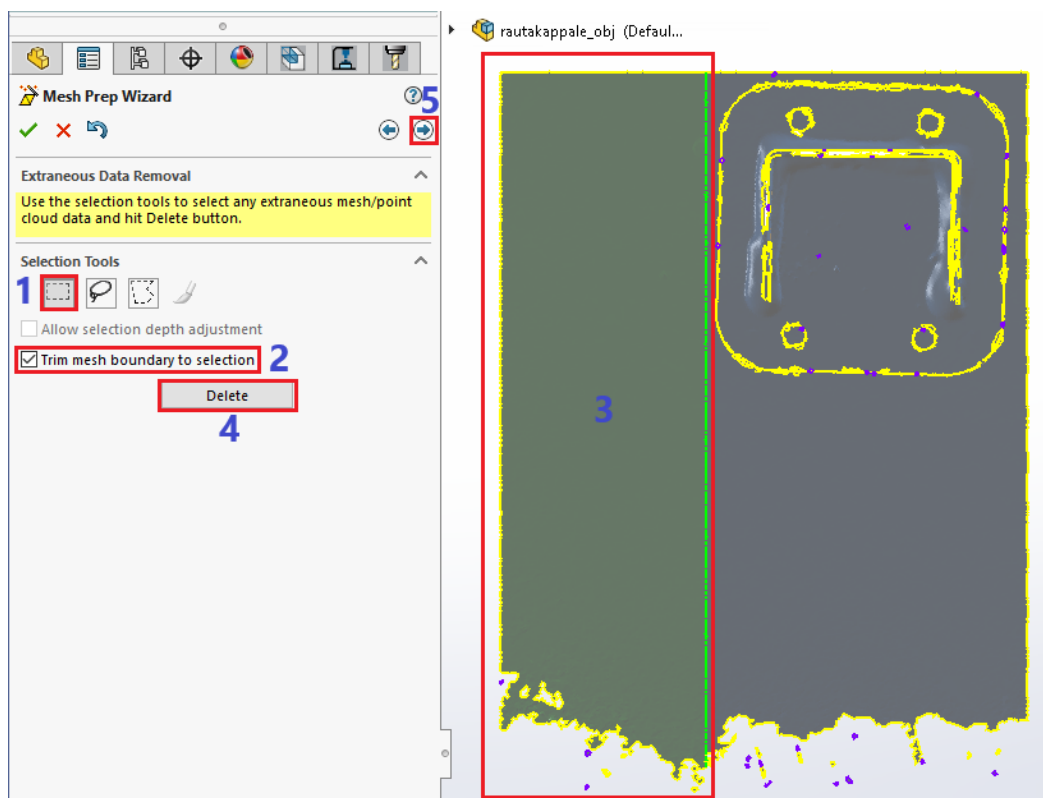 rautakappale_obj (Defaul...
Mesh Prep Wizard
5
Extraneous Data Removal
Use the selection tools to select any extraneous mesh/point
cloud data and hit Delete button.
Selection Tools
1
Allow selection depth adjustment
Trim mesh boundary to selection
2
Delete
4
3